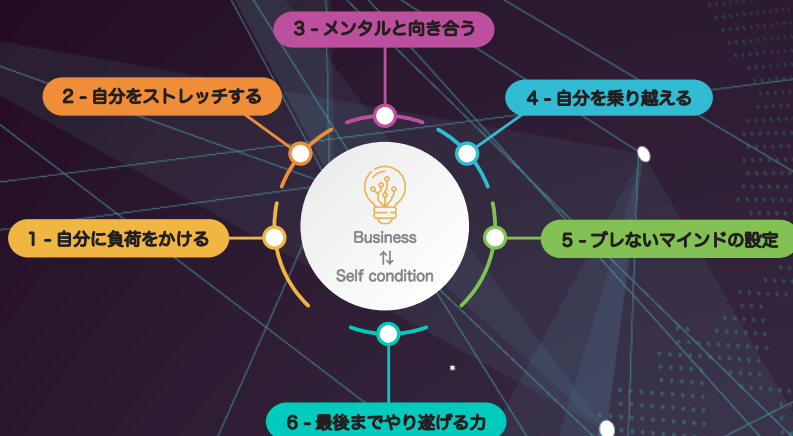 3 - メンタルと向き合う
2 - 自分をストレッチする
4 - 自分を乗り越える
1 - 自分に負荷をかける
Business
⇅
Self condition
5 - ブレないマインドの設定
6 - 最後までやり遂げる力